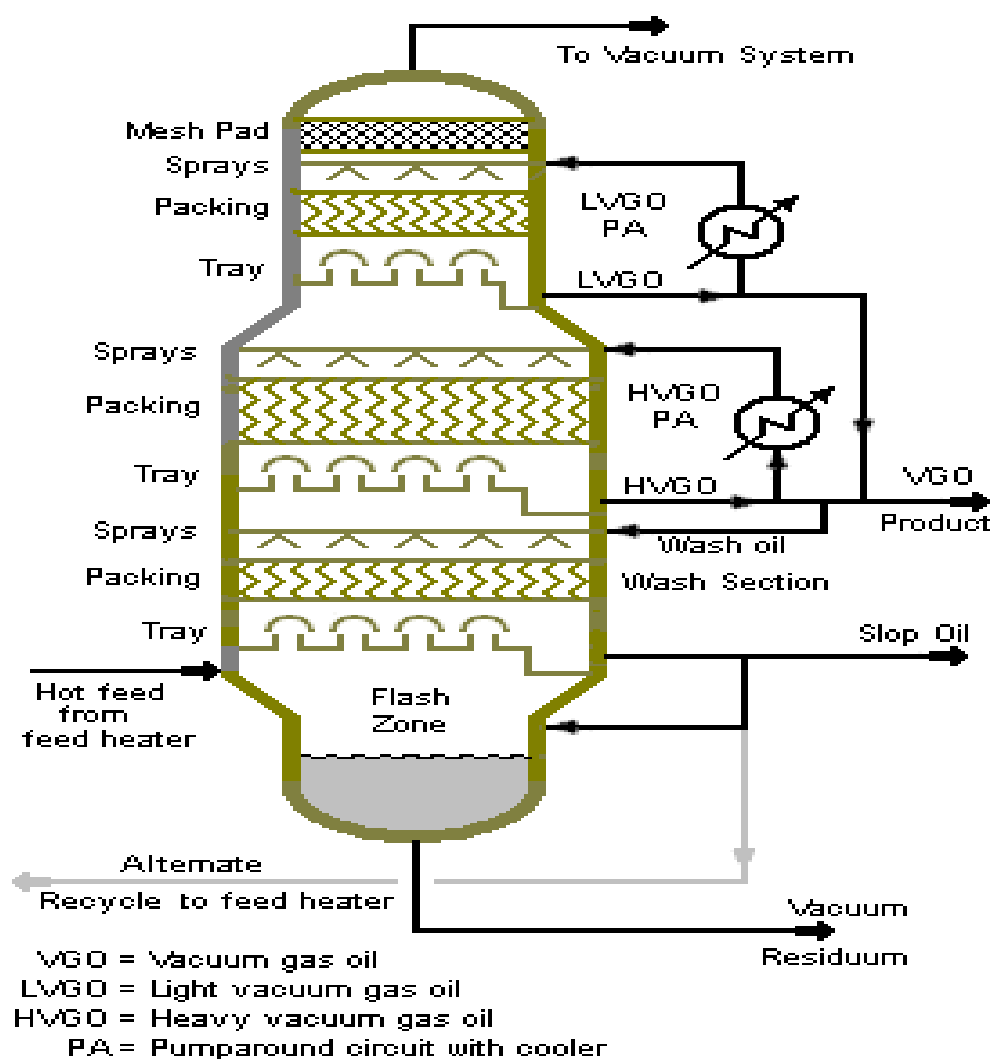 To Vacuum System
Mesh Pad
Sprays
Packing
LVGO
PA
Tray
LVGO
Sprays
Packing
HVGO
PA
Tray
HVGO
VGO
Product
Sprays
Wash oil
Packing
Wash Section
Tray
Slop Oil
Hot feed
from
feed heater
Flash
Zone
Alternate
Recycle to feed heater
Vacuum
Residuum
VGO = Vacuum gas oil
LVGO = Light vacuum gas oil
HVGO = Heavy vacuum gas oil
PA = Pumparound circuit with cooler